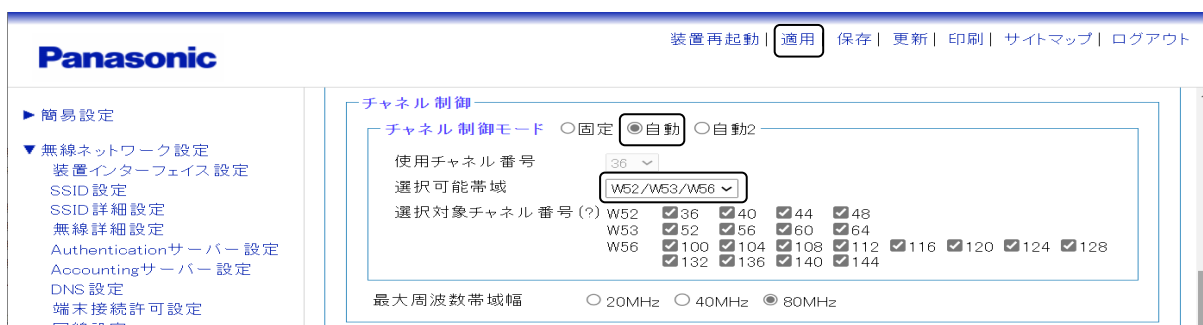 装置再起動| 適用 保存| 更新| 印刷| サイトマップ| ログアウト
Panasonic
▶簡易設定
▼無線ネットワーク設定
装置インターフェイス設定
SSID設定
SSID詳細設定
無線詳細設定
Authenticationサーバー設定
Accountingサーバー設定
DNS設定
端末接続許可設定
チャネル制御
チャネル制御モード 固定 自動 自動2
使用チャネル番号 36
選択可能帯域 W52/W53/W56
選択対象チャネル番号(?) W52 36 40 44 48
W53 52 56 60 64
W56 100 104 108 112 116 120 124 128
132 136 140 144
最大周波数帯域幅 20MHz 40MHz 80MHz